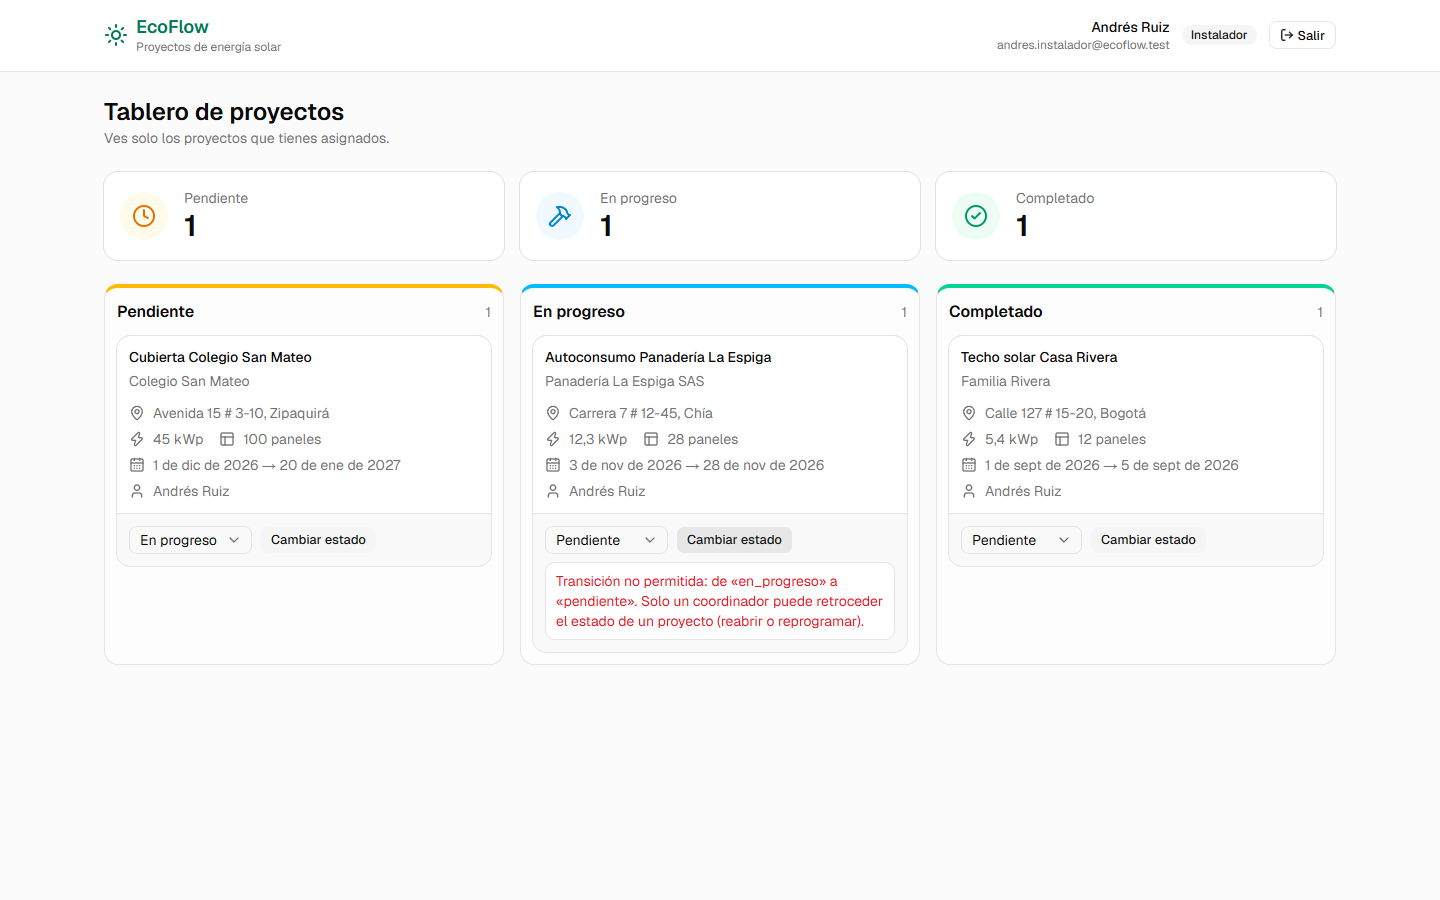 EcoFlow
Proyectos de energía solar
Andrés Ruiz
andres.instalador@ecoflow.test
Instalador
Salir
Tablero de proyectos
Ves solo los proyectos que tienes asignados.
Pendiente
1
En progreso
1
Completado
1
Pendiente
1
Cubierta Colegio San Mateo
Colegio San Mateo
Avenida 15 # 3-10, Zipaquirá
45 kWp 100 paneles
1 de dic de 2026 → 20 de ene de 2027
Andrés Ruiz
En progreso
Cambiar estado
En progreso
1
Autoconsumo Panadería La Espiga
Panadería La Espiga SAS
Carrera 7 # 12-45, Chía
12,3 kWp 28 paneles
3 de nov de 2026 → 28 de nov de 2026
Andrés Ruiz
Pendiente
Cambiar estado
Transición no permitida: de «en_progreso» a
«pendiente». Solo un coordinador puede retroceder
el estado de un proyecto (reabrir o reprogramar).
Completado
1
Techo solar Casa Rivera
Familia Rivera
Calle 127 # 15-20, Bogotá
5,4 kWp 12 paneles
1 de sept de 2026 → 5 de sept de 2026
Andrés Ruiz
Pendiente
Cambiar estado